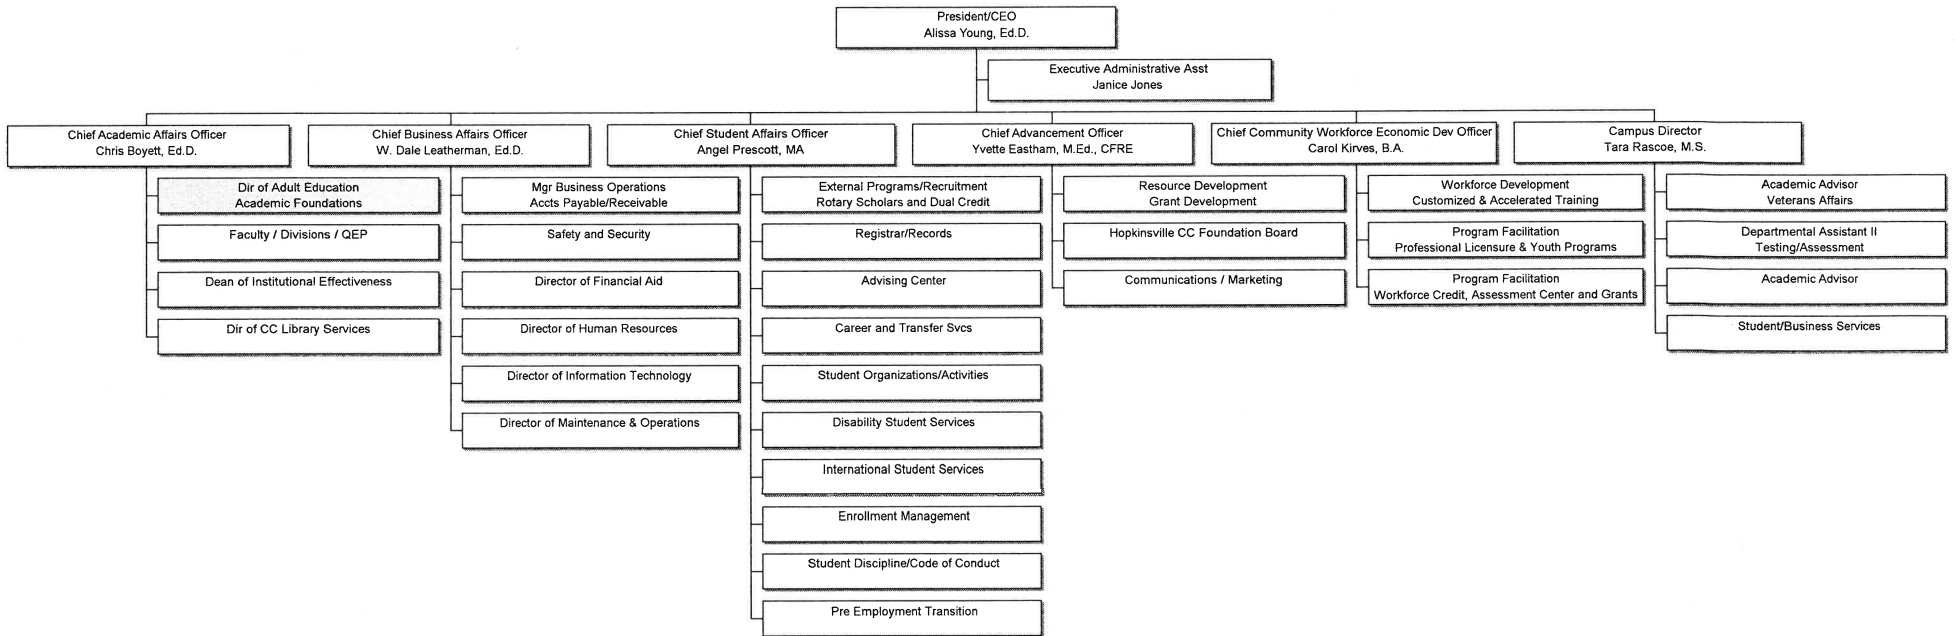 President/CEO
Alissa Young, Ed.D.
Executive Administrative Asst
Janice Jones
Chief Academic Affairs Officer
Chris Boyett, Ed.D.
Dir of Adult Education
Academic Foundations
Faculty / Divisions / QEP
Dean of Institutional Effectiveness
Dir of CC Library Services
Chief Business Affairs Officer
W. Dale Leatherman, Ed.D.
Mgr Business Operations
Accts Payable/Receivable
Safety and Security
Director of Financial Aid
Director of Human Resources
Director of Information Technology
Director of Maintenance & Operations
Chief Student Affairs Officer
Angel Prescott, MA
External Programs/Recruitment
Rotary Scholars and Dual Credit
Registrar/Records
Advising Center
Career and Transfer Svcs
Student Organizations/Activities
Disability Student Services
International Student Services
Enrollment Management
Student Discipline/Code of Conduct
Pre Employment Transition
Chief Advancement Officer
Yvette Eastham, M.Ed., CFRE
Resource Development
Grant Development
Hopkinsville CC Foundation Board
Communications / Marketing
Chief Community Workforce Economic Dev Officer
Carol Kirves, B.A.
Workforce Development
Customized & Accelerated Training
Program Facilitation
Professional Licensure & Youth Programs
Program Facilitation
Workforce Credit, Assessment Center and Grants
Campus Director
Tara Rascoe, M.S.
Academic Advisor
Veterans Affairs
Departmental Assistant II
Testing/Assessment
Academic Advisor
Student/Business Services